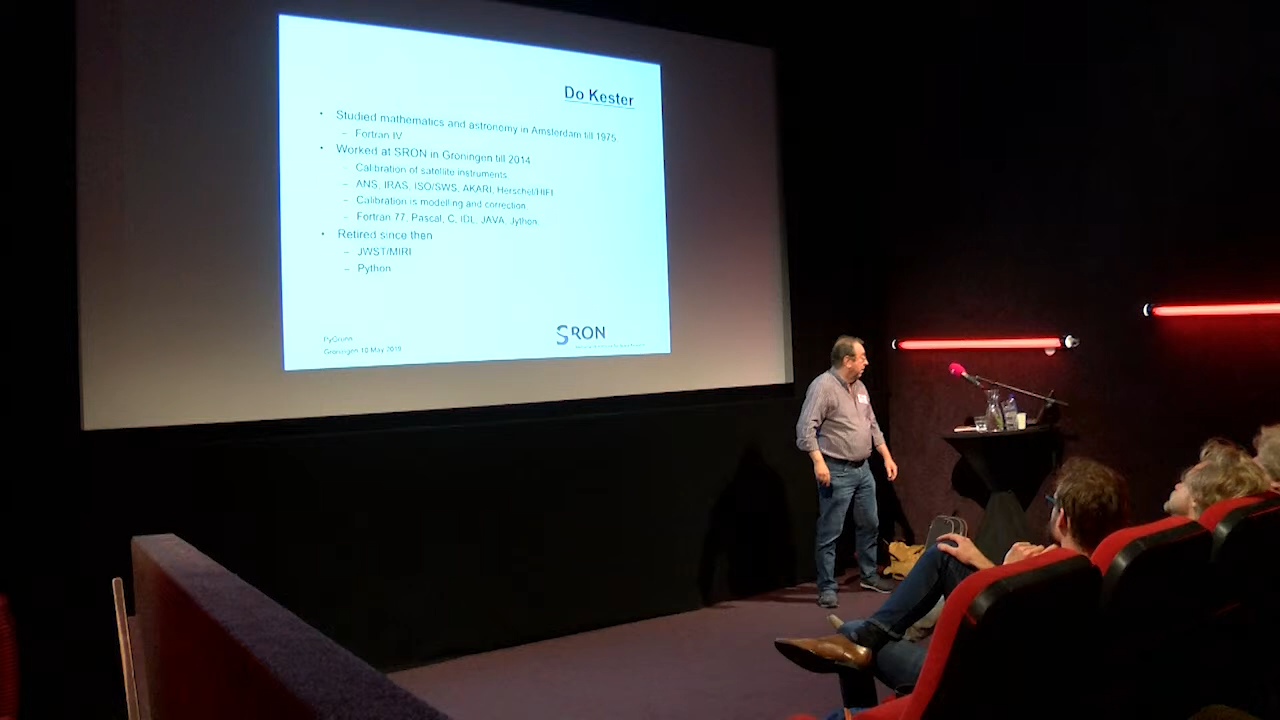 Do Kester
• Studied mathematics and astronomy in Amsterdam till 1975
– Fortran IV
• Worked at SRON in Groningen till 2014
– Calibration of satellite instruments
– ANS, IRAS, ISO/SWS, AKARI, Herschel/HIFI
– Calibration is modelling and correction
– Fortran 77, Pascal, C, IDL, JAVA, Jython
• Retired since then
– JWST/MIRI
– Python
PyGrunn
Groningen 10 May 2019
SRON